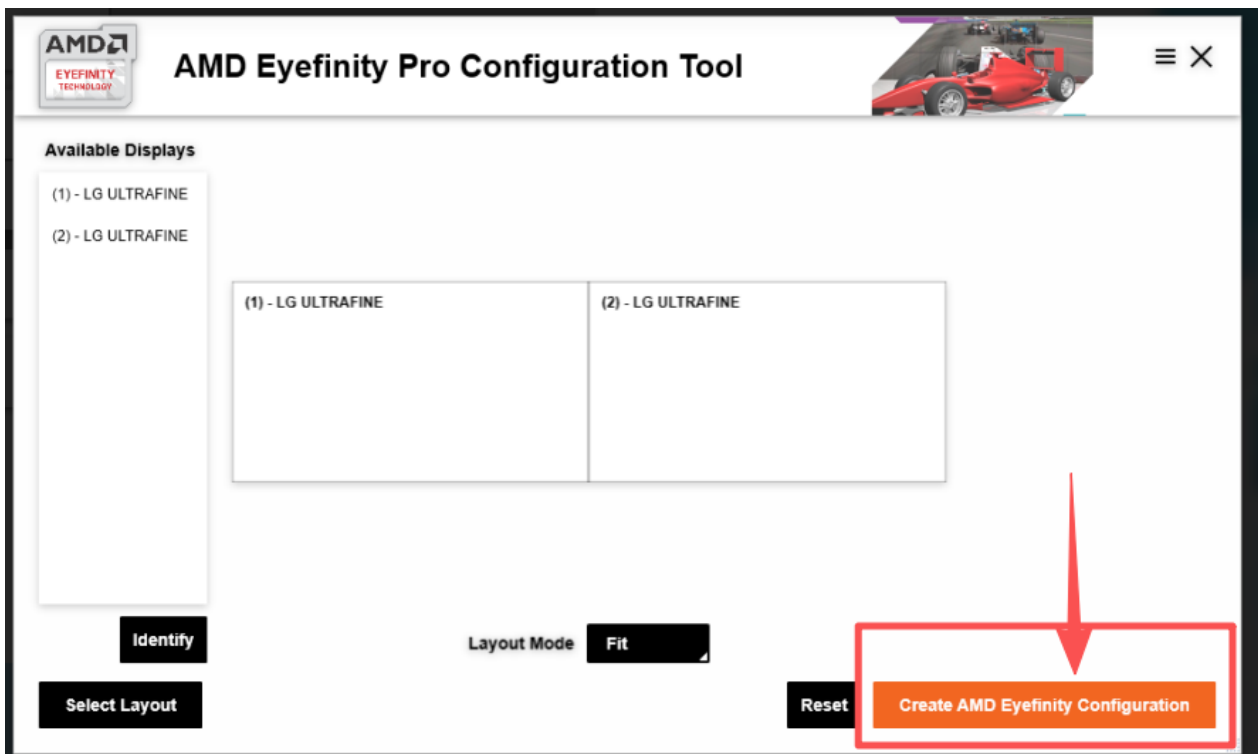 AMD
EYEFINITY
TECHNOLOGY
AMD Eyefinity Pro Configuration Tool
Available Displays
(1) - LG ULTRAFINE
(2) - LG ULTRAFINE
(1) - LG ULTRAFINE
(2) - LG ULTRAFINE
Identify
Layout Mode
Fit
Select Layout
Reset
Create AMD Eyefinity Configuration